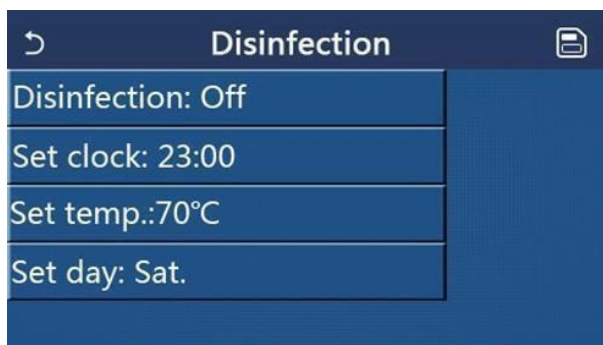 Disinfection
Disinfection: Off
Set clock: 23:00
Set temp.:70℃
Set day: Sat.